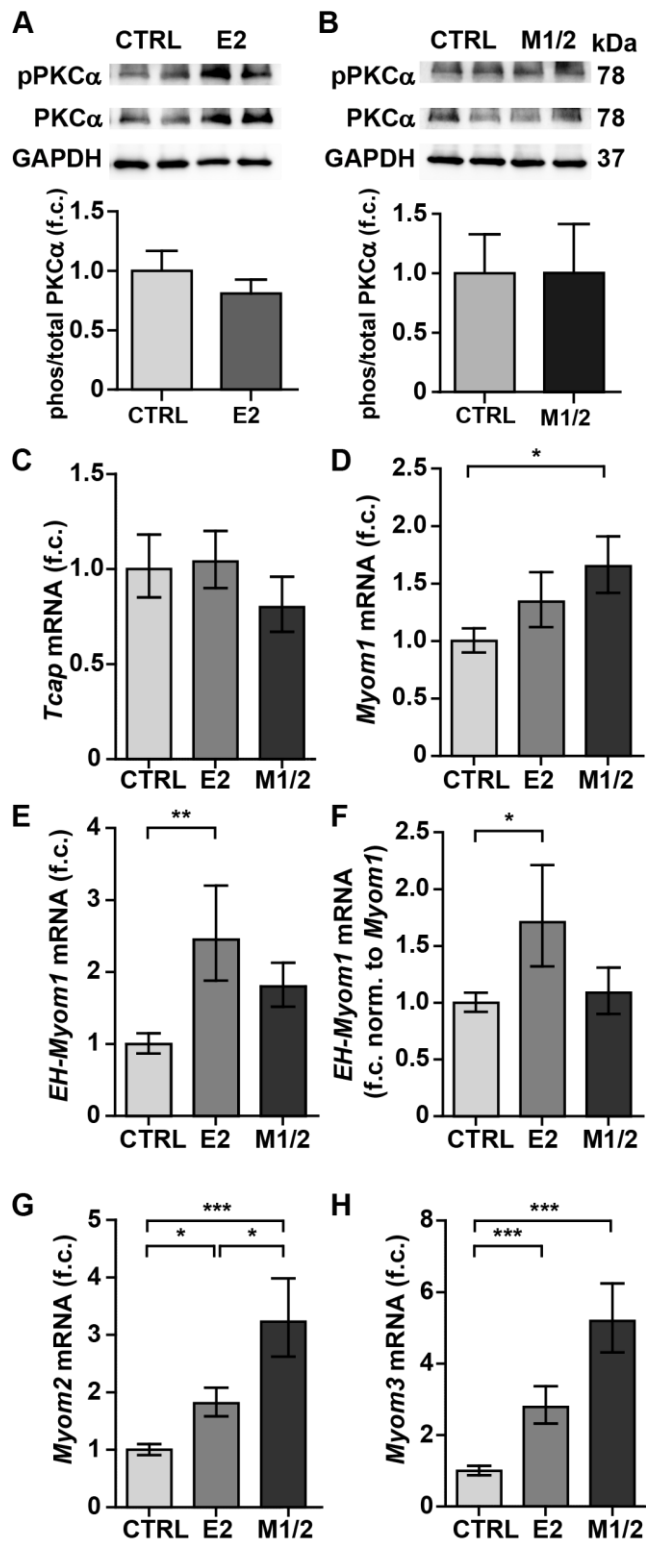 A
CTRL E2
pPKCα
PKCα
GAPDH
phos/total PKCα (f.c.)
1.5
1.0
0.5
0
CTRL E2
B
CTRL M1/2 kDa
pPKCα 78
PKCα 78
GAPDH 37
phos/total PKCα (f.c.)
1.5
1.0
0.5
0
CTRL M1/2
C
Tcap mRNA (f.c.)
1.5
1.0
0.5
0
CTRL E2 M1/2
D
*
Myom1 mRNA (f.c.)
2.5
2.0
1.5
1.0
0.5
0
CTRL E2 M1/2
E
**
EH-Myom1 mRNA (f.c.)
4
3
2
1
0
CTRL E2 M1/2
F
*
EH-Myom1 mRNA
(f.c. norm. to Myom1)
2.5
2.0
1.5
1.0
0.5
0
CTRL E2 M1/2
G
***
* *
Myom2 mRNA (f.c.)
5
4
3
2
1
0
CTRL E2 M1/2
H
***
***
Myom3 mRNA (f.c.)
8
6
4
2
0
CTRL E2 M1/2